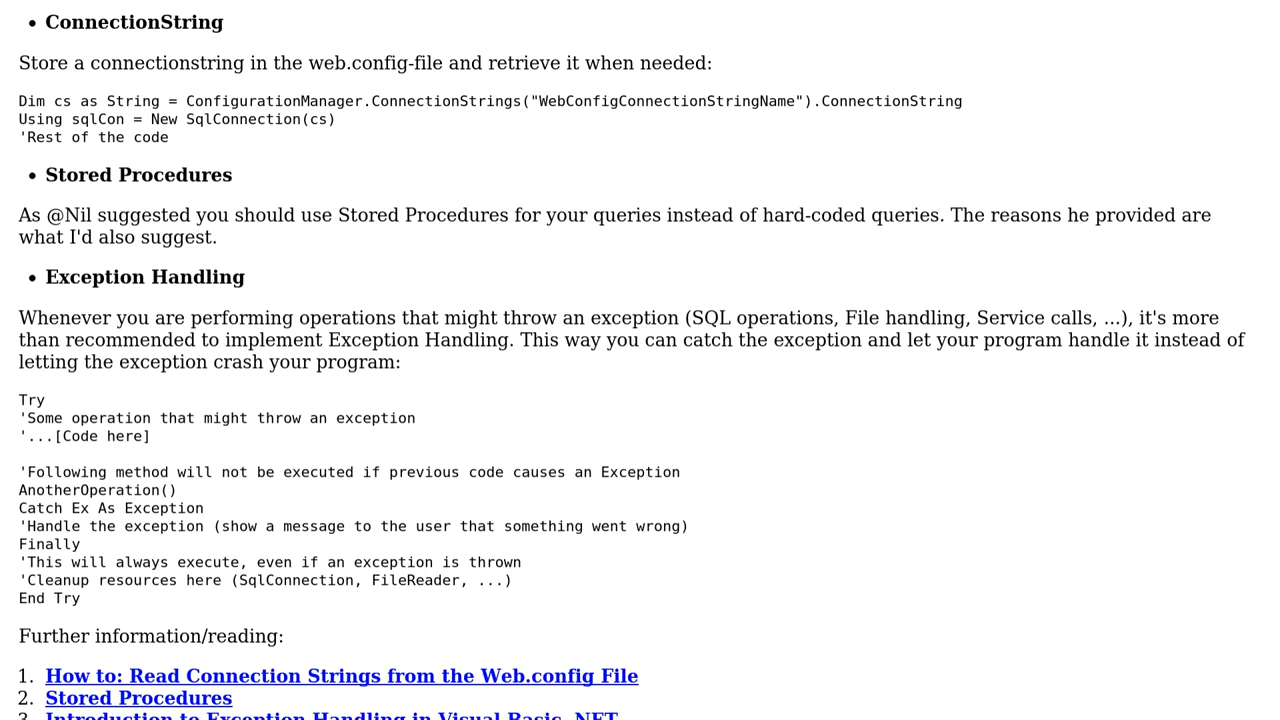 • ConnectionString
Store a connectionstring in the web.config-file and retrieve it when needed:
Dim cs as String = ConfigurationManager.ConnectionStrings("WebConfigConnectionStringName").ConnectionString
Using sqlCon = New SqlConnection(cs)
'Rest of the code
• Stored Procedures
As @Nil suggested you should use Stored Procedures for your queries instead of hard-coded queries. The reasons he provided are
what I'd also suggest.
• Exception Handling
Whenever you are performing operations that might throw an exception (SQL operations, File handling, Service calls, ...), it's more
than recommended to implement Exception Handling. This way you can catch the exception and let your program handle it instead of
letting the exception crash your program:
Try
'Some operation that might throw an exception
'...[Code here]
'Following method will not be executed if previous code causes an Exception
AnotherOperation()
Catch Ex As Exception
'Handle the exception (show a message to the user that something went wrong)
Finally
'This will always execute, even if an exception is thrown
'Cleanup resources here (SqlConnection, FileReader, ...)
End Try
Further information/reading:
1. How to: Read Connection Strings from the Web.config File
2. Stored Procedures
3. Introduction to Exception Handling in Visual Basic .NET